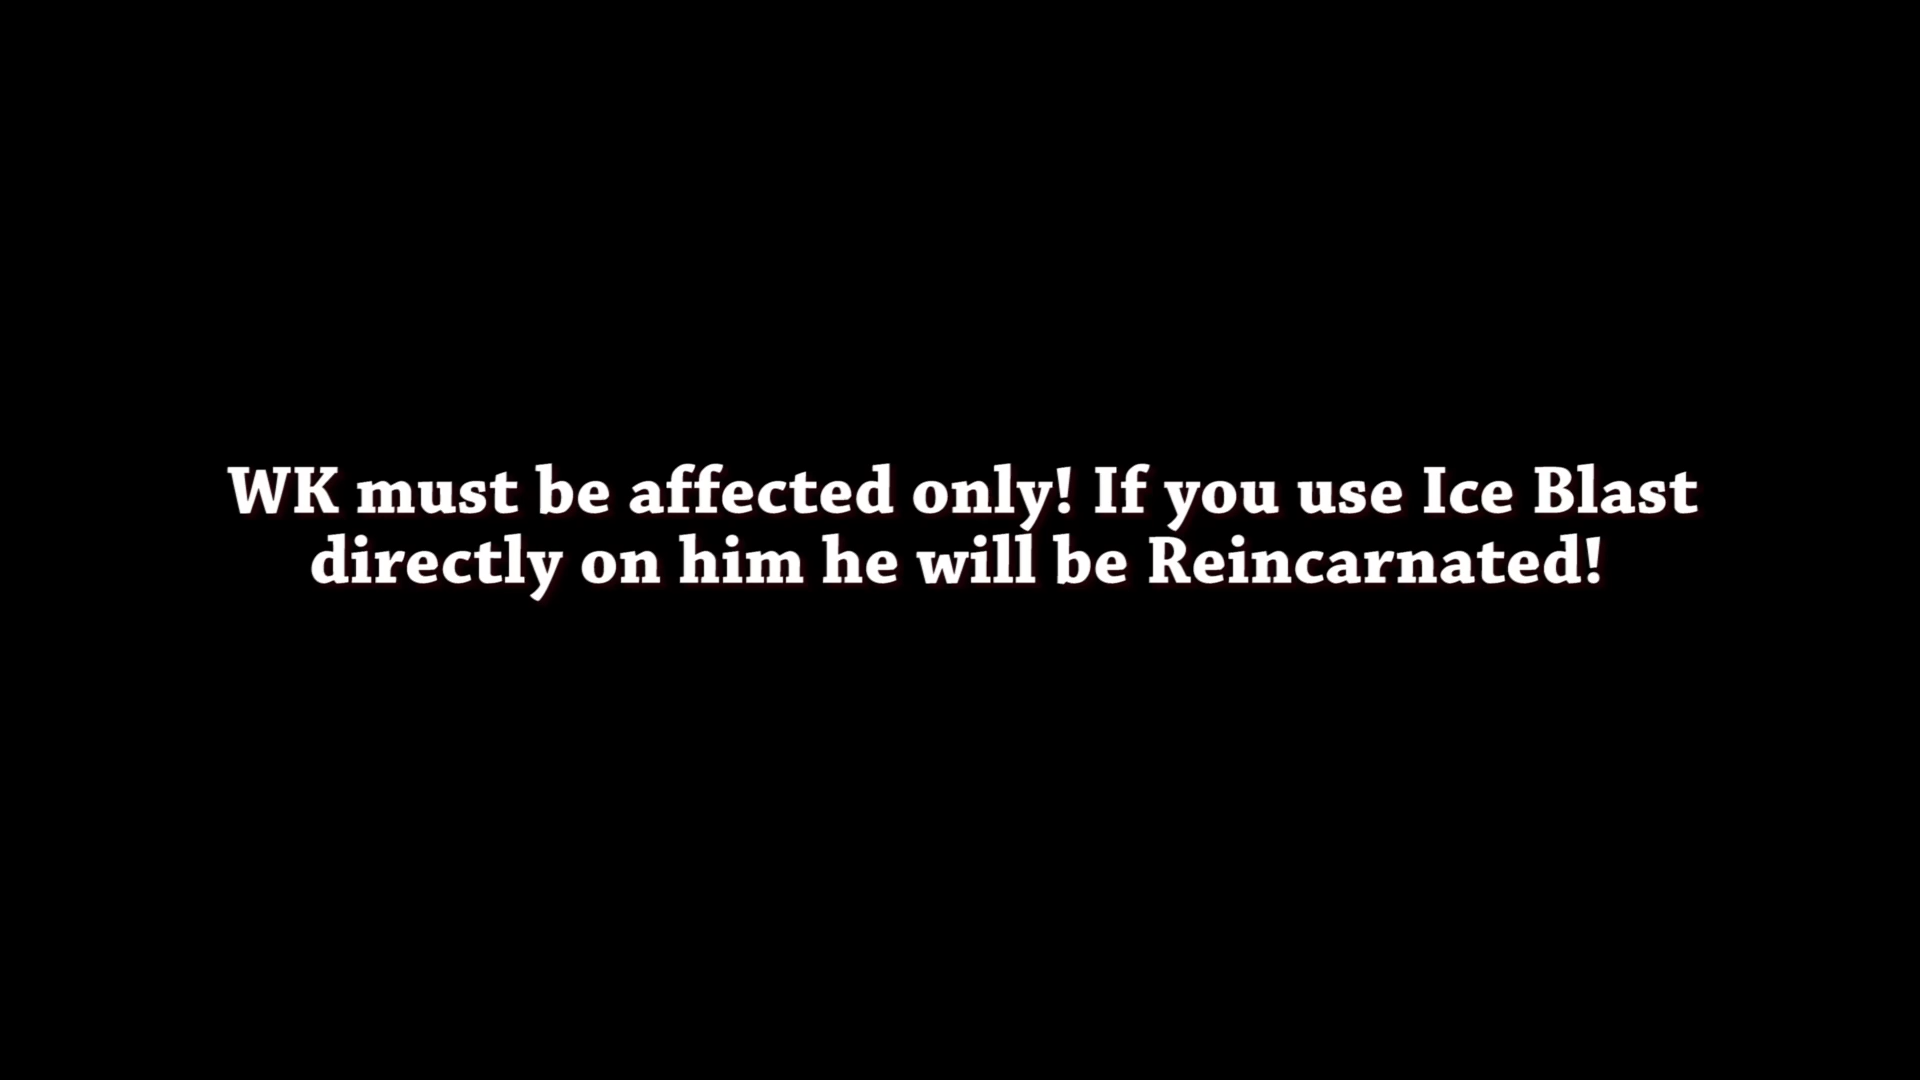 WK must be affected only! If you use Ice Blast
directly on him he will be Reincarnated!